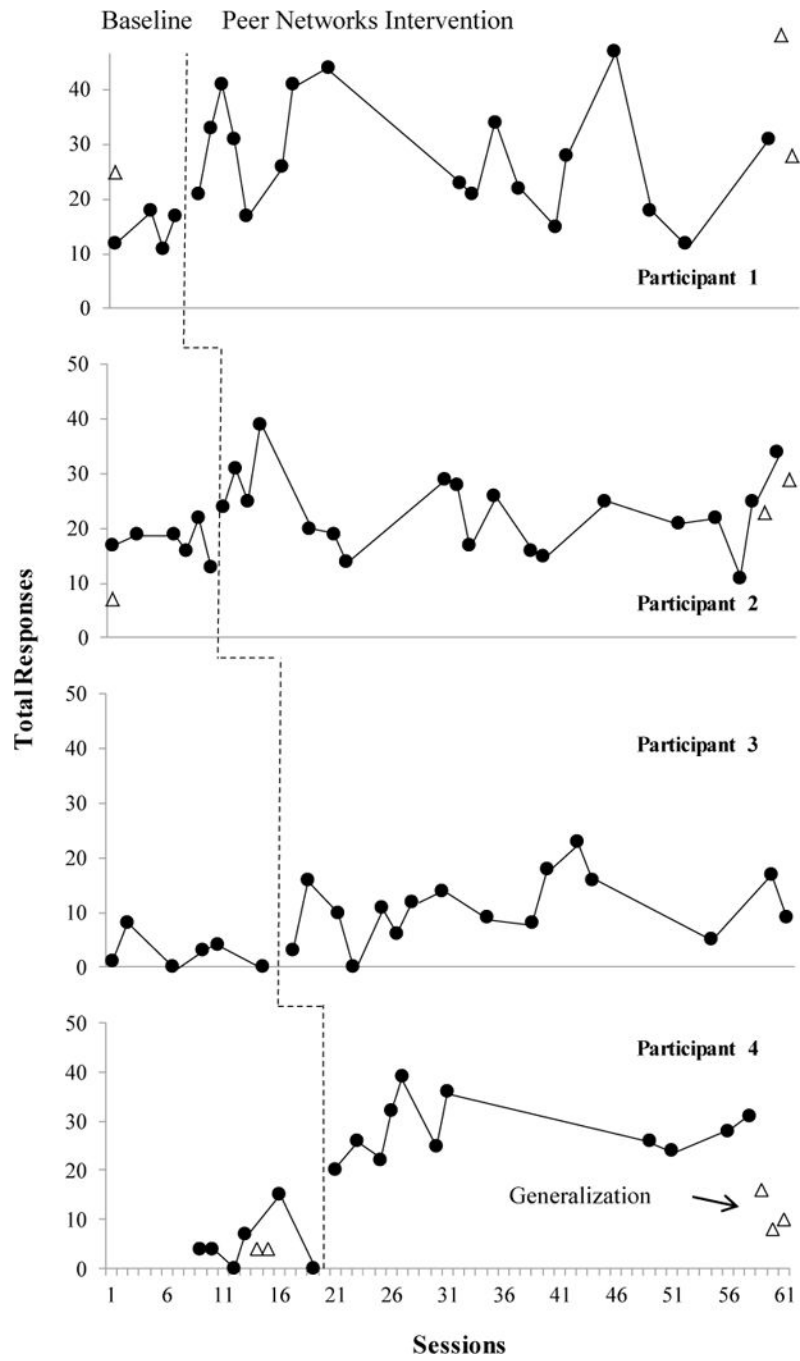 Baseline Peer Networks Intervention
40
30
20
10
0
Participant 1
50
40
30
20
10
0
Participant 2
Total Responses
50
40
30
20
10
0
Participant 3
50
40
30
20
10
0
Participant 4
Generalization
1 6 11 16 21 26 31 36 41 46 51 56 61
Sessions